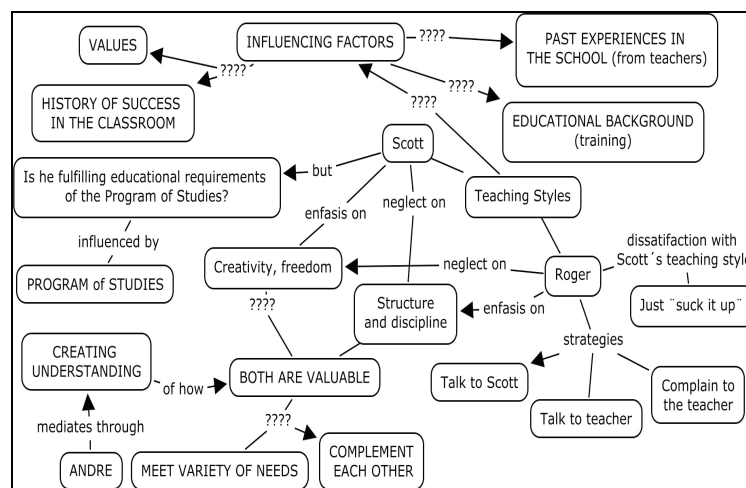 VALUES
INFLUENCING FACTORS
????
PAST EXPERIENCES IN
THE SCHOOL (from teachers)
????
????
????
HISTORY OF SUCCESS
IN THE CLASSROOM
EDUCATIONAL BACKGROUND
(training)
Scott
Is he fulfilling educational requirements
of the Program of Studies?
but
Teaching Styles
enfasis on
neglect on
influenced by
PROGRAM of STUDIES
Creativity, freedom
neglect on
Roger
dissatifaction with
Scott´s teaching style
Just ¨suck it up¨
????
Structure
and discipline
enfasis on
strategies
CREATING
UNDERSTANDING
of how
BOTH ARE VALUABLE
Talk to Scott
Talk to teacher
Complain to
the teacher
mediates through
????
ANDRE
MEET VARIETY OF NEEDS
COMPLEMENT
EACH OTHER